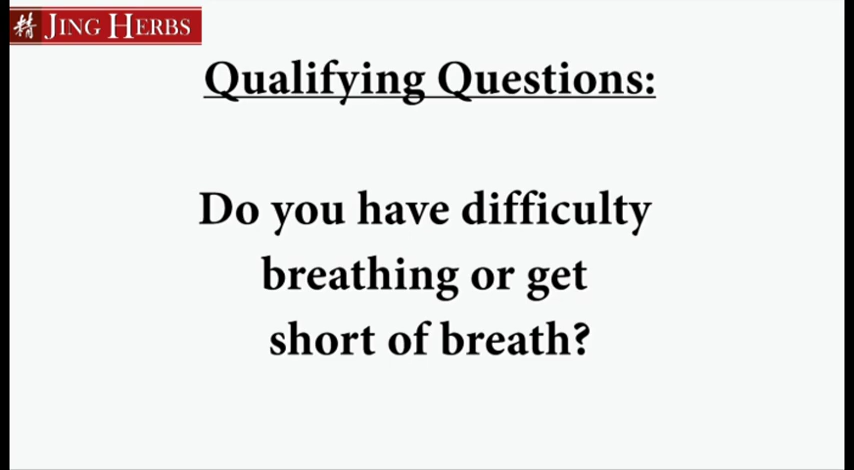 精 JING HERBS
Qualifying Questions:
Do you have difficulty
breathing or get
short of breath?